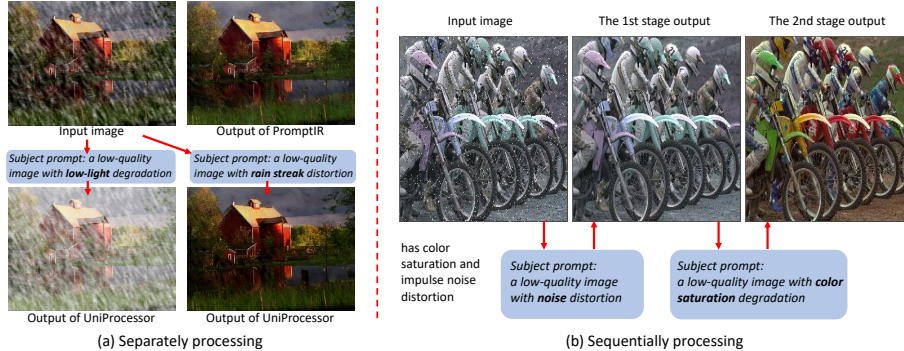 Input image
Output of PromptIR
Subject prompt: a low-quality
image with low-light degradation
Subject prompt: a low-quality
image with rain streak distortion
Output of UniProcessor
Output of UniProcessor
(a) Separately processing
Input image
The 1st stage output
The 2nd stage output
has color
saturation and
impulse noise
distortion
Subject prompt:
a low-quality image
with noise distortion
Subject prompt:
a low-quality image with color
saturation degradation
(b) Sequentially processing